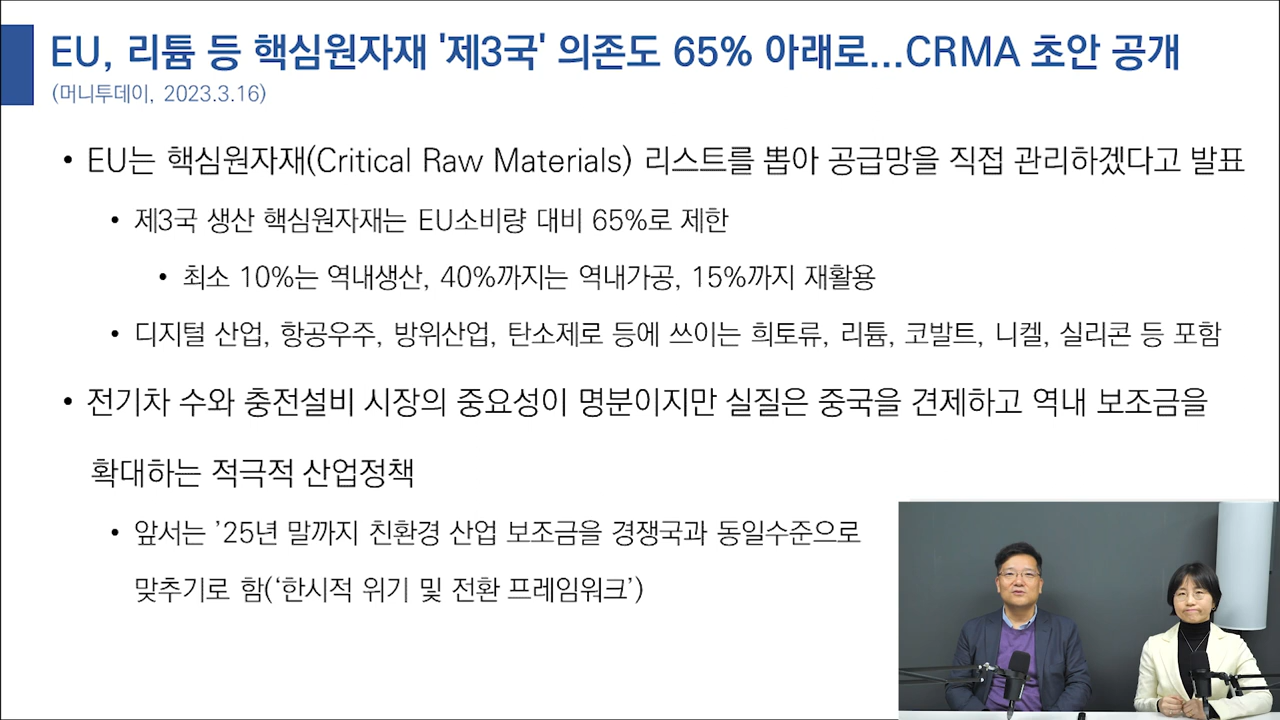 EU, 리튬 등 핵심원자재 '제3국' 의존도 65% 아래로...CRMA 초안 공개
(머니투데이, 2023.3.16)
• EU는 핵심원자재(Critical Raw Materials) 리스트를 뽑아 공급망을 직접 관리하겠다고 발표
• 제3국 생산 핵심원자재는 EU소비량 대비 65%로 제한
• 최소 10%는 역내생산, 40%까지는 역내가공, 15%까지 재활용
• 디지털 산업, 항공우주, 방위산업, 탄소제로 등에 쓰이는 희토류, 리튬, 코발트, 니켈, 실리콘 등 포함
• 전기차 수와 충전설비 시장의 중요성이 명분이지만 실질은 중국을 견제하고 역내 보조금을
확대하는 적극적 산업정책
• 앞서는 ’25년 말까지 친환경 산업 보조금을 경쟁국과 동일수준으로
맞추기로 함(‘한시적 위기 및 전환 프레임워크’)